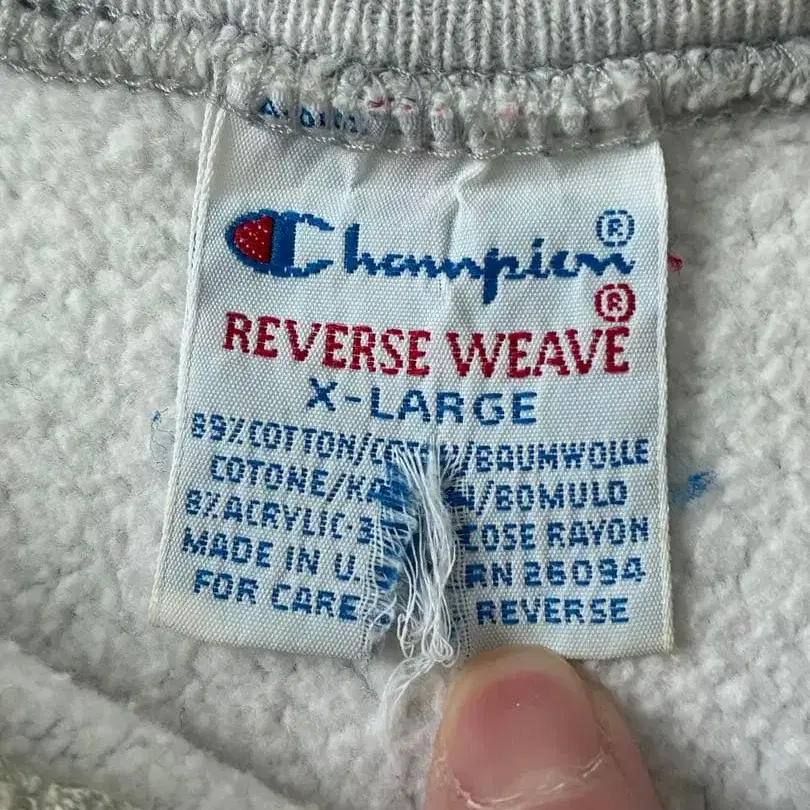 Champion®
REVERSE WEAVE®
X-LARGE
89% COTTON/ /BAUMWOLLE
COTONE/ /BOMULD
8% ACRYLIC-3 RAYON
MADE IN U. RN 26094
FOR CARE REVERSE